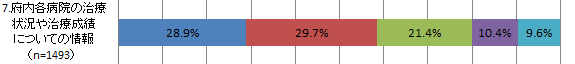 7.府内各病院の治療
状況や治療成績
についての情報
（n=1493）
28.9% 29.7% 21.4% 10.4% 9.6%